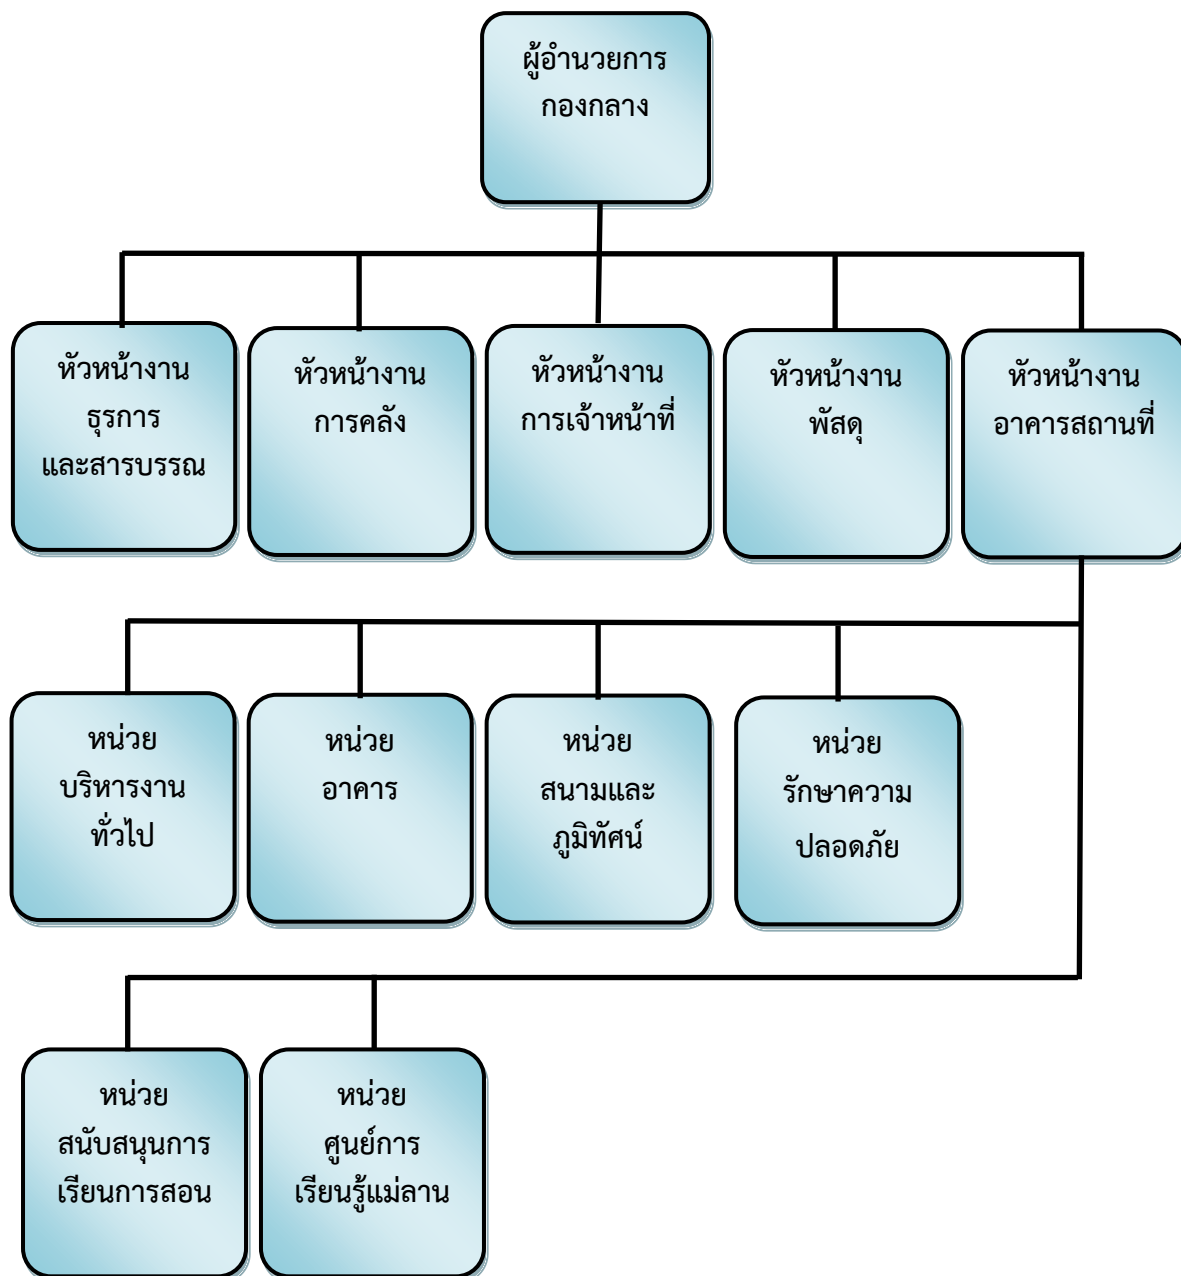 ผู้อำนวยการ
กองกลาง
หัวหน้างาน
ธุรการ
และสารบรรณ
หัวหน้างาน
การคลัง
หัวหน้างาน
การเจ้าหน้าที่
หัวหน้างาน
พัสดุ
หัวหน้างาน
อาคารสถานที่
หน่วย
บริหารงาน
ทั่วไป
หน่วย
อาคาร
หน่วย
สนามและ
ภูมิทัศน์
หน่วย
รักษาความ
ปลอดภัย
หน่วย
สนับสนุนการ
เรียนการสอน
หน่วย
ศูนย์การ
เรียนรู้แม่ลาน